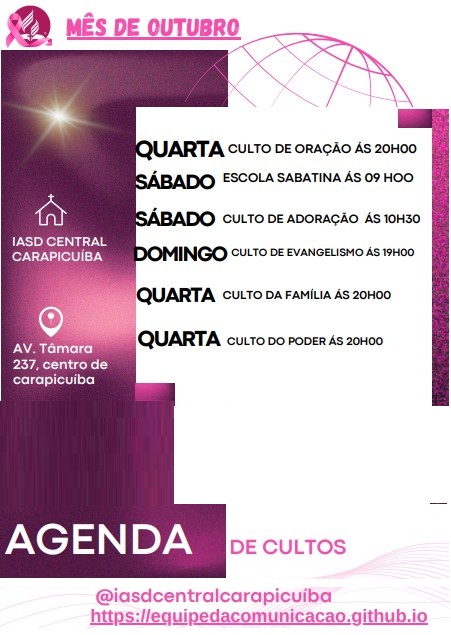 MÊS DE OUTUBRO
QUARTA CULTO DE ORAÇÃO ÁS 20H00
SÁBADO ESCOLA SABATINA ÁS 09 HOO
SÁBADO CULTO DE ADORAÇÃO ÁS 10H30
DOMINGO CULTO DE EVANGELISMO ÁS 19H00
QUARTA CULTO DA FAMÍLIA ÁS 20H00
QUARTA CULTO DO PODER ÁS 20H00
IASD CENTRAL
CARAPICUÍBA
AV. Tâmara
237, centro de
carapicuíba
AGENDA DE CULTOS
@iasdcentralcarapicuíba
https://equipedacomunicacao.github.io